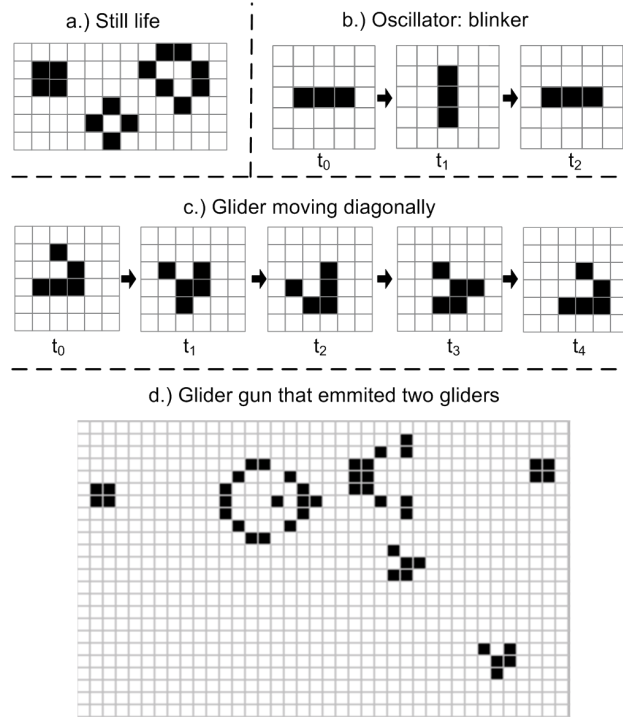 a.) Still life
b.) Oscillator: blinker
t0 t1 t2
c.) Glider moving diagonally
t0 t1 t2 t3 t4
d.) Glider gun that emmited two gliders